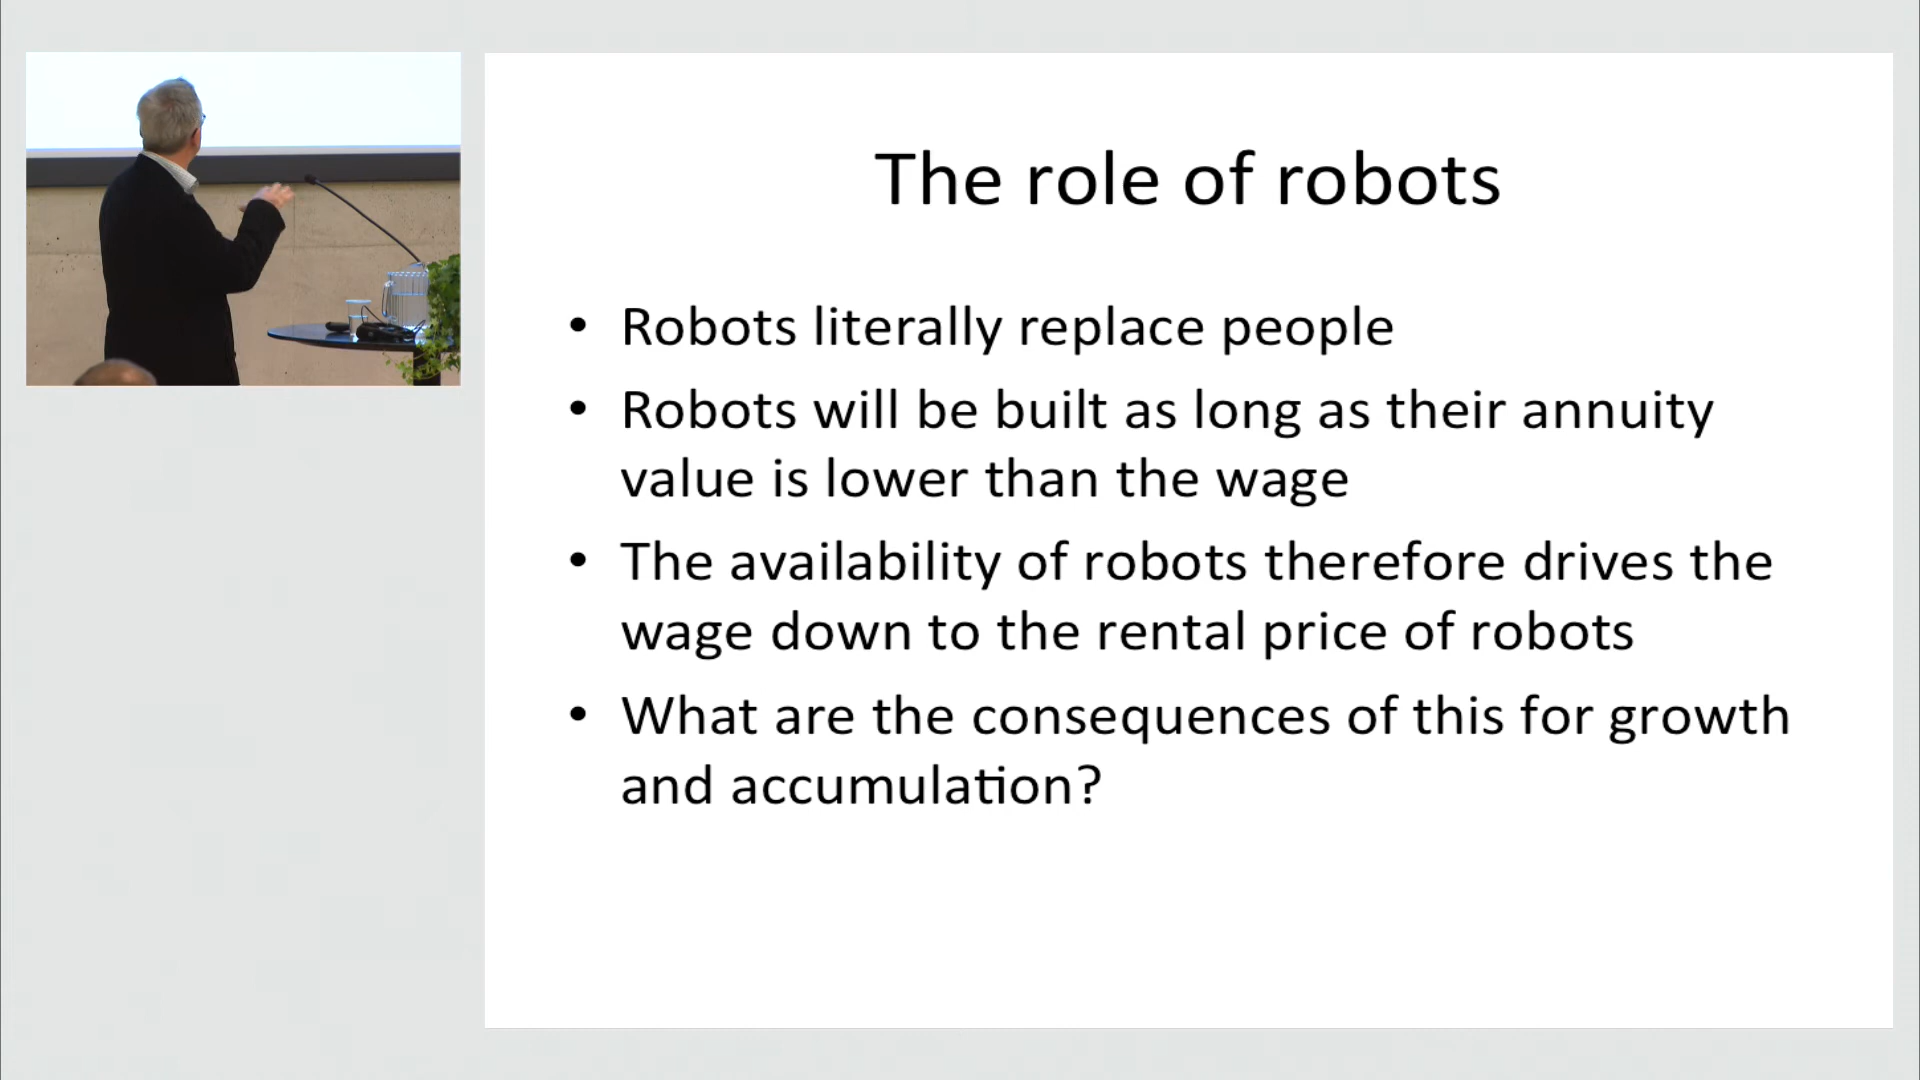 The role of robots
• Robots literally replace people
• Robots will be built as long as their annuity
value is lower than the wage
• The availability of robots therefore drives the
wage down to the rental price of robots
• What are the consequences of this for growth
and accumulation?